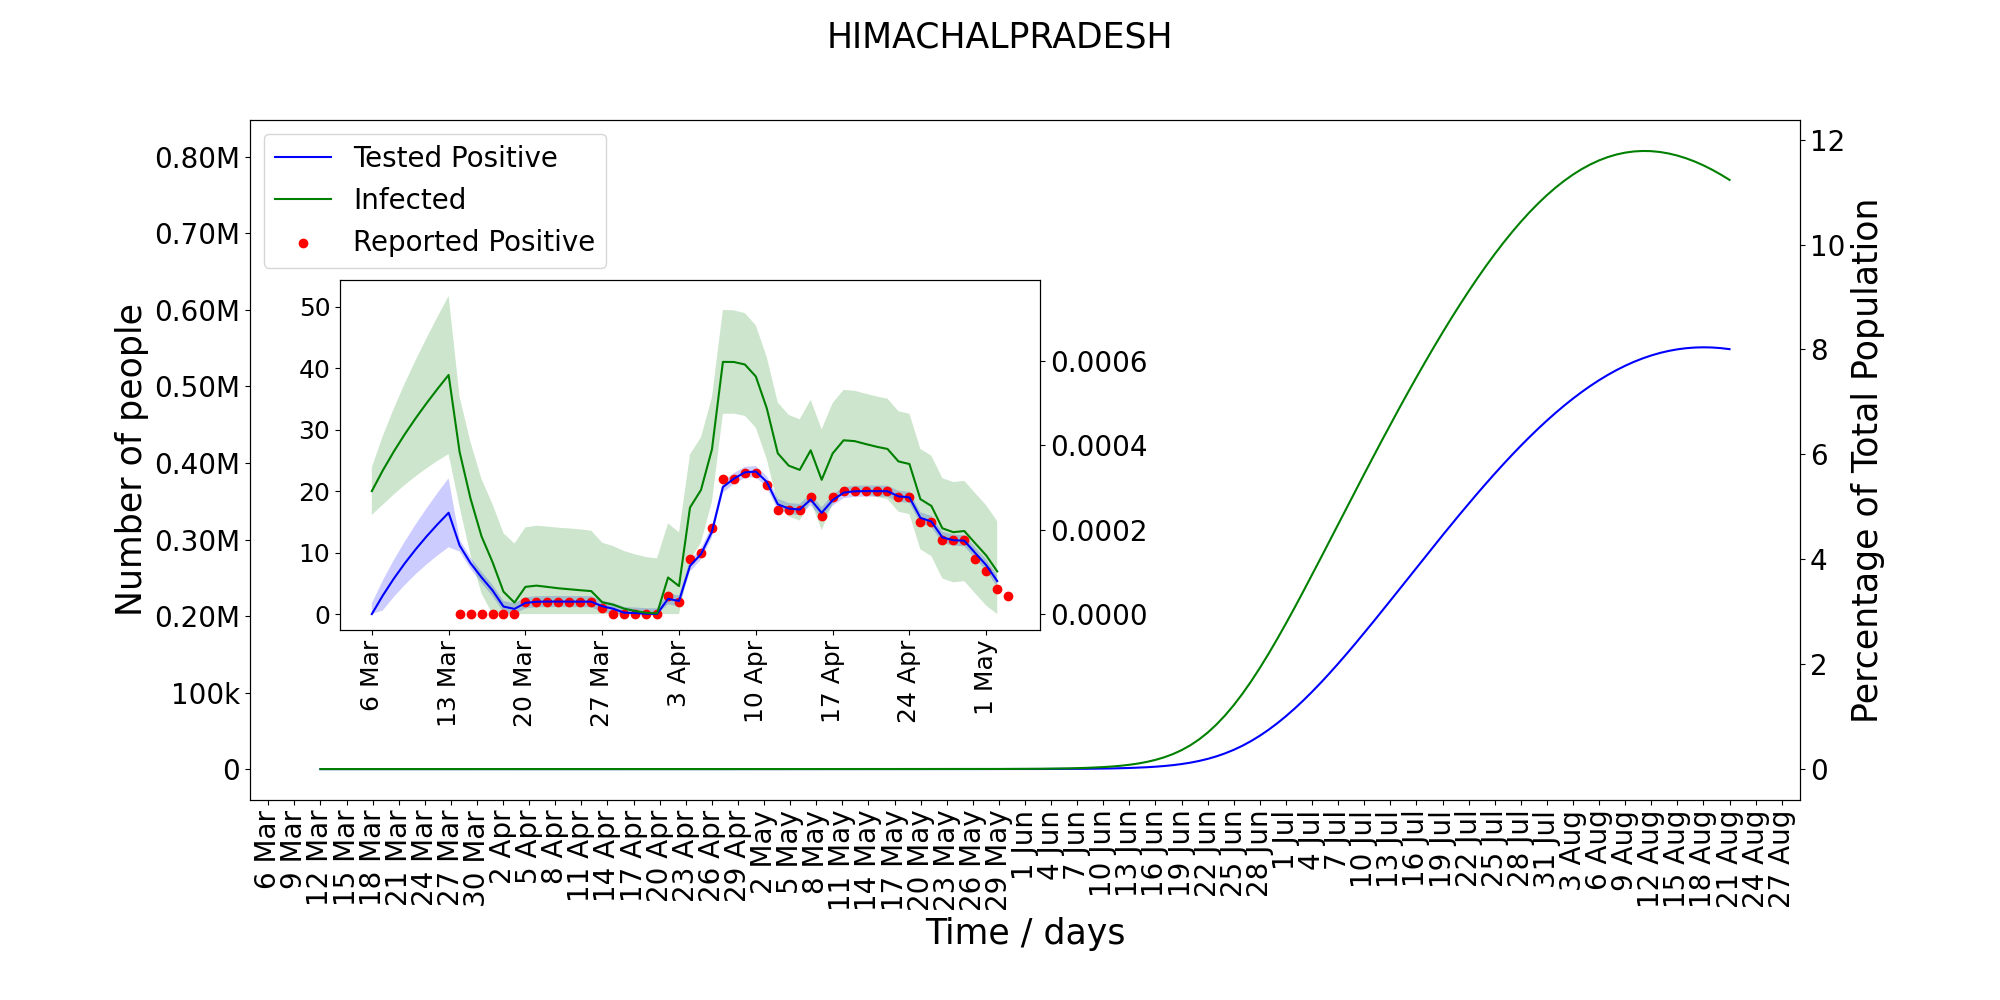 HIMACHALPRADESH
Tested Positive
Infected
Reported Positive
Number of people
0.80M
0.70M
0.60M
0.50M
0.40M
0.30M
0.20M
100k
0
50
40
30
20
10
0
0.0006
0.0004
0.0002
0.0000
6 Mar
13 Mar
20 Mar
27 Mar
3 Apr
10 Apr
17 Apr
24 Apr
1 May
12
10
8
6
4
2
0
Percentage of Total Population
6 Mar
9 Mar
12 Mar
15 Mar
18 Mar
21 Mar
24 Mar
27 Mar
30 Mar
2 Apr
5 Apr
8 Apr
11 Apr
14 Apr
17 Apr
20 Apr
23 Apr
26 Apr
29 Apr
2 May
5 May
8 May
11 May
14 May
17 May
20 May
23 May
26 May
29 May
1 Jun
4 Jun
7 Jun
10 Jun
13 Jun
16 Jun
19 Jun
22 Jun
25 Jun
28 Jun
1 Jul
4 Jul
7 Jul
10 Jul
13 Jul
16 Jul
19 Jul
22 Jul
25 Jul
28 Jul
31 Jul
3 Aug
6 Aug
9 Aug
12 Aug
15 Aug
18 Aug
21 Aug
24 Aug
27 Aug
Time / days